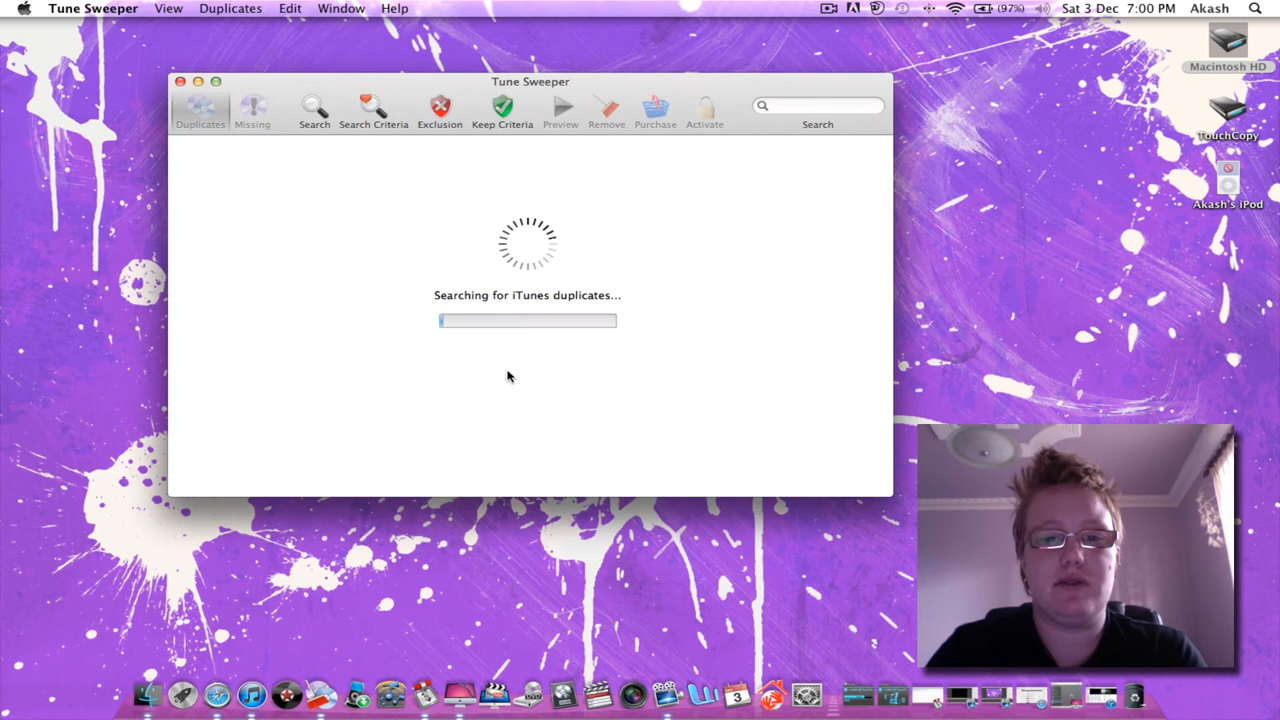 Tune Sweeper View Duplicates Edit Window Help (97%) Sat 3 Dec 7:00 PM Akash
Macintosh HD
TouchCopy
Akash's iPod
Tune Sweeper
Duplicates Missing Search Search Criteria Exclusion Keep Criteria Preview Remove Purchase Activate Search
Searching for iTunes duplicates...
3